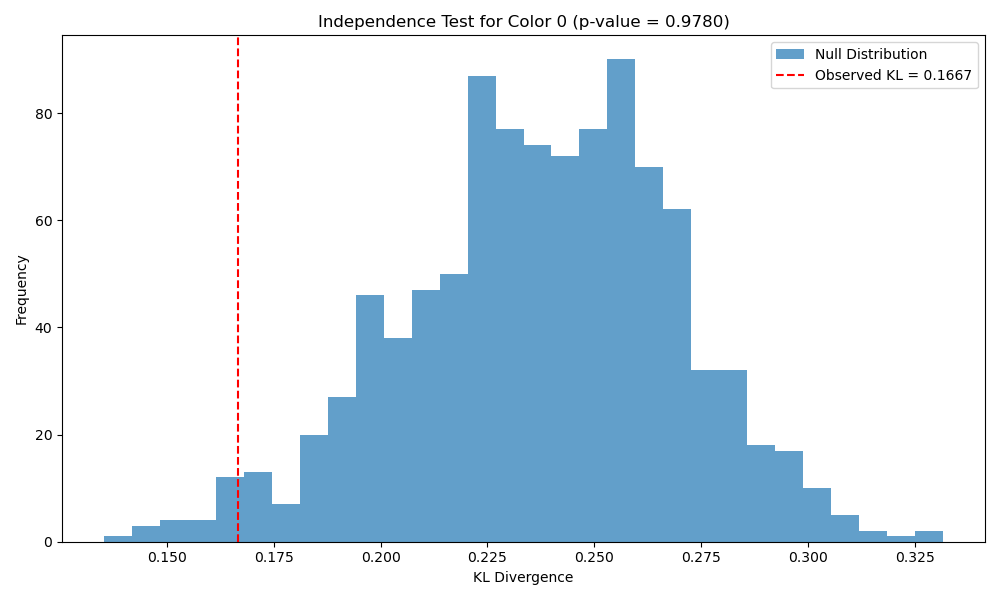 Independence Test for Color 0 (p-value = 0.9780)
Null Distribution
Observed KL = 0.1667
Frequency
80
60
40
20
0
0.150 0.175 0.200 0.225 0.250 0.275 0.300 0.325
KL Divergence